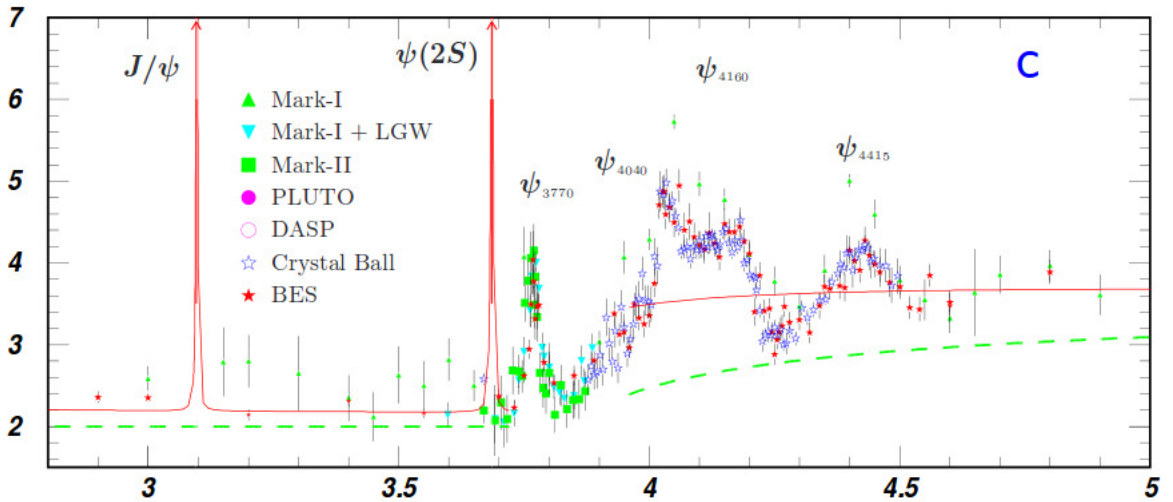 7
J/ψ
ψ(2S)
ψ4160
C
6
Mark-I
Mark-I + LGW
Mark-II
PLUTO
DASP
Crystal Ball
BES
ψ3770
ψ4040
ψ4415
5
4
3
2
3
3.5
4
4.5
5